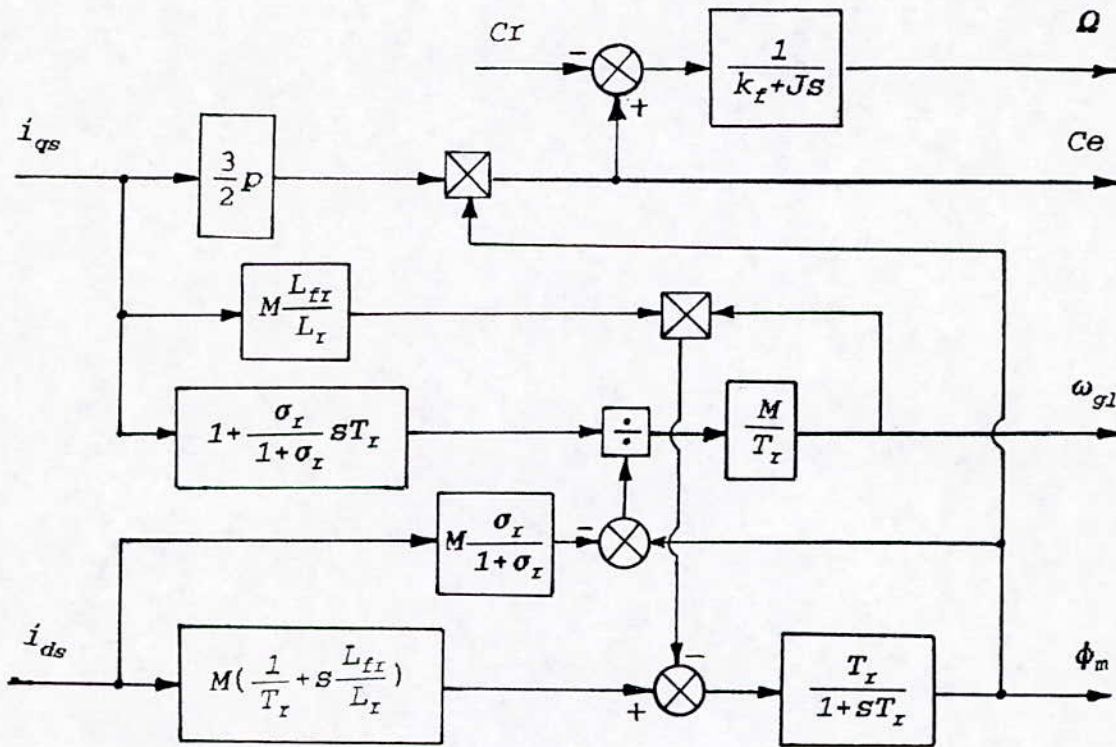 Cr
-
+
1/(k_f+Js)
Ω
i_qs
3/2 p
Ce
M L_fr/L_r
1+ σ_r/(1+σ_r) sT_r
÷
M/T_r
ω_gl
M σ_r/(1+σ_r)
-
i_ds
M(1/T_r + s L_fr/L_r)
+
-
T_r/(1+sT_r)
ϕ_m